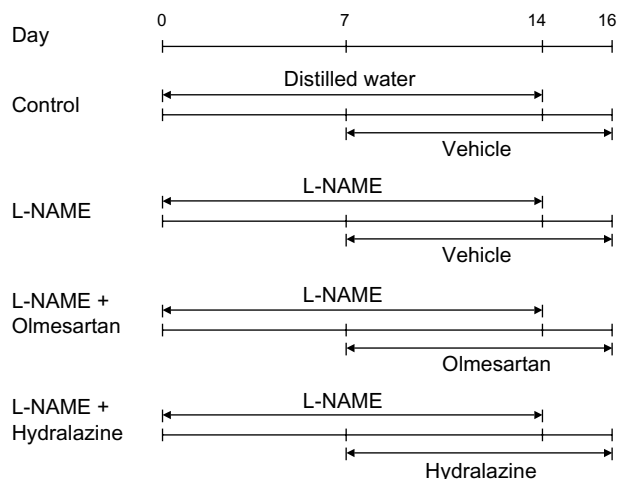 0 7 14 16
Day
Distilled water
Control
Vehicle
L-NAME
L-NAME
Vehicle
L-NAME +
Olmesartan
L-NAME
Olmesartan
L-NAME +
Hydralazine
L-NAME
Hydralazine